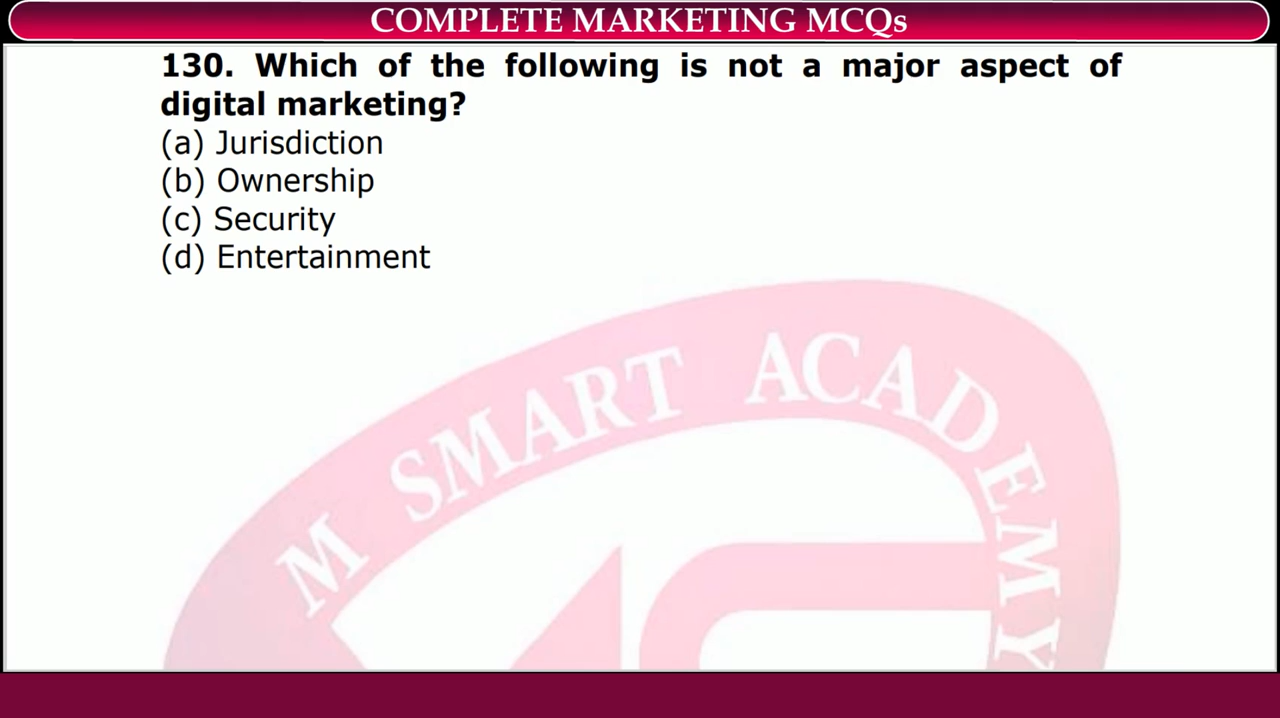 COMPLETE MARKETING MCQs
130. Which of the following is not a major aspect of
digital marketing?
(a) Jurisdiction
(b) Ownership
(c) Security
(d) Entertainment
M SMART ACADEMY